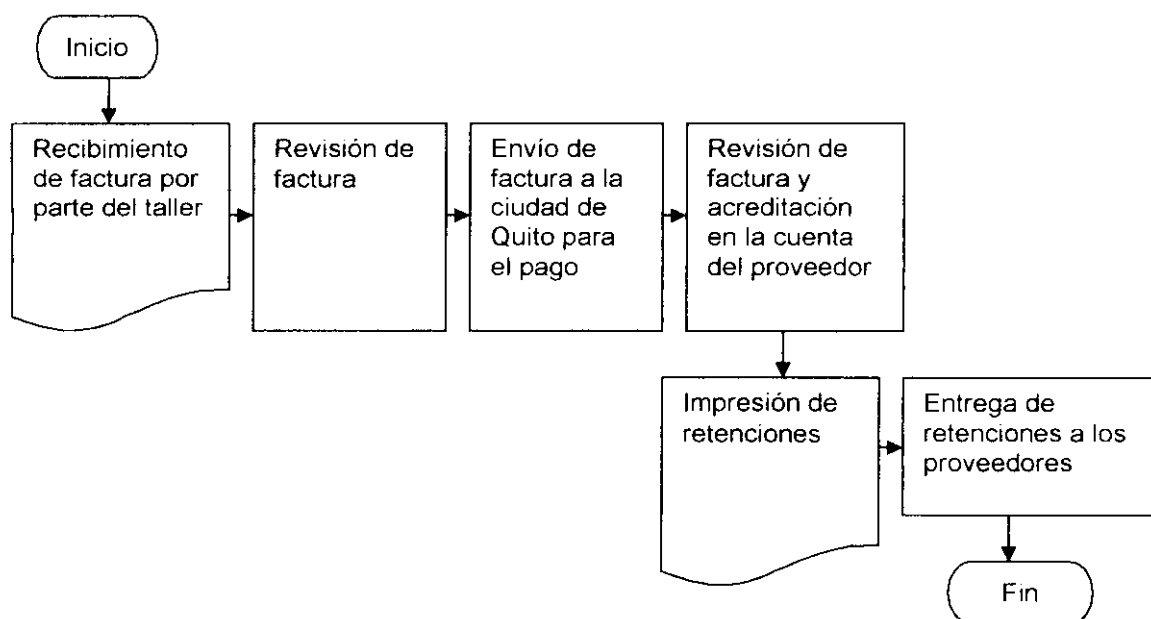 Inicio
Recibimiento
de factura por
parte del taller
Revisión de
factura
Envío de
factura a la
ciudad de
Quito para
el pago
Revisión de
factura y
acreditación
en la cuenta
del proveedor
Impresión de
retenciones
Entrega de
retenciones a los
proveedores
Fin